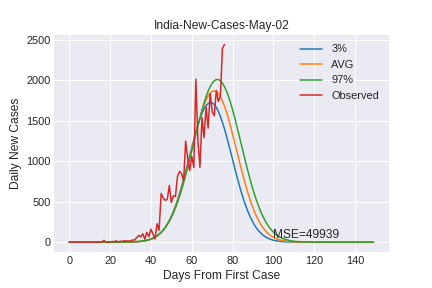 India-New-Cases-May-02
2500
2000
1500
1000
500
0
Daily New Cases
3%
AVG
97%
Observed
MSE=49939
0 20 40 60 80 100 120 140
Days From First Case